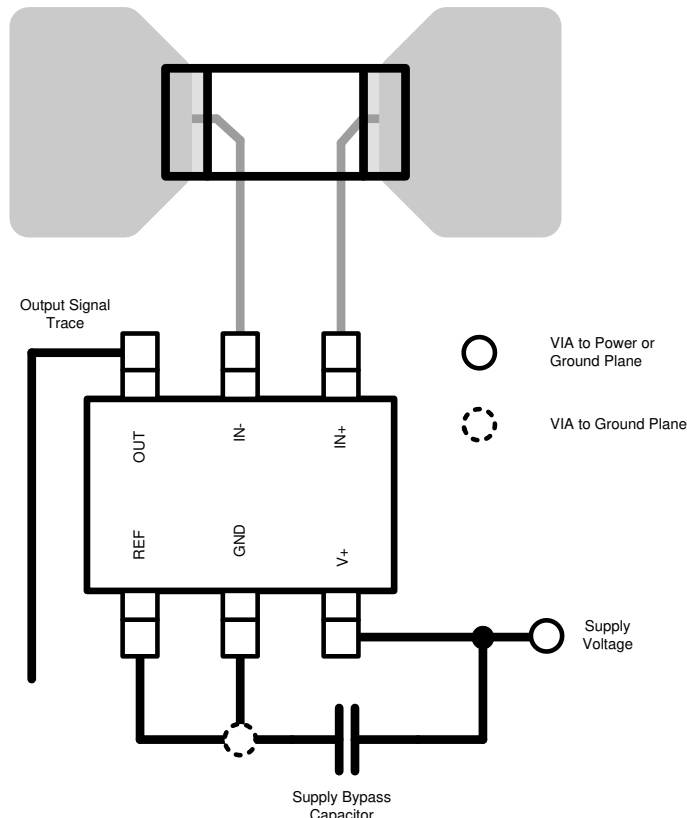 Output Signal
Trace
VIA to Power or
Ground Plane
VIA to Ground Plane
OUT
IN-
IN+
REF
GND
V+
Supply
Voltage
Supply Bypass
Capacitor